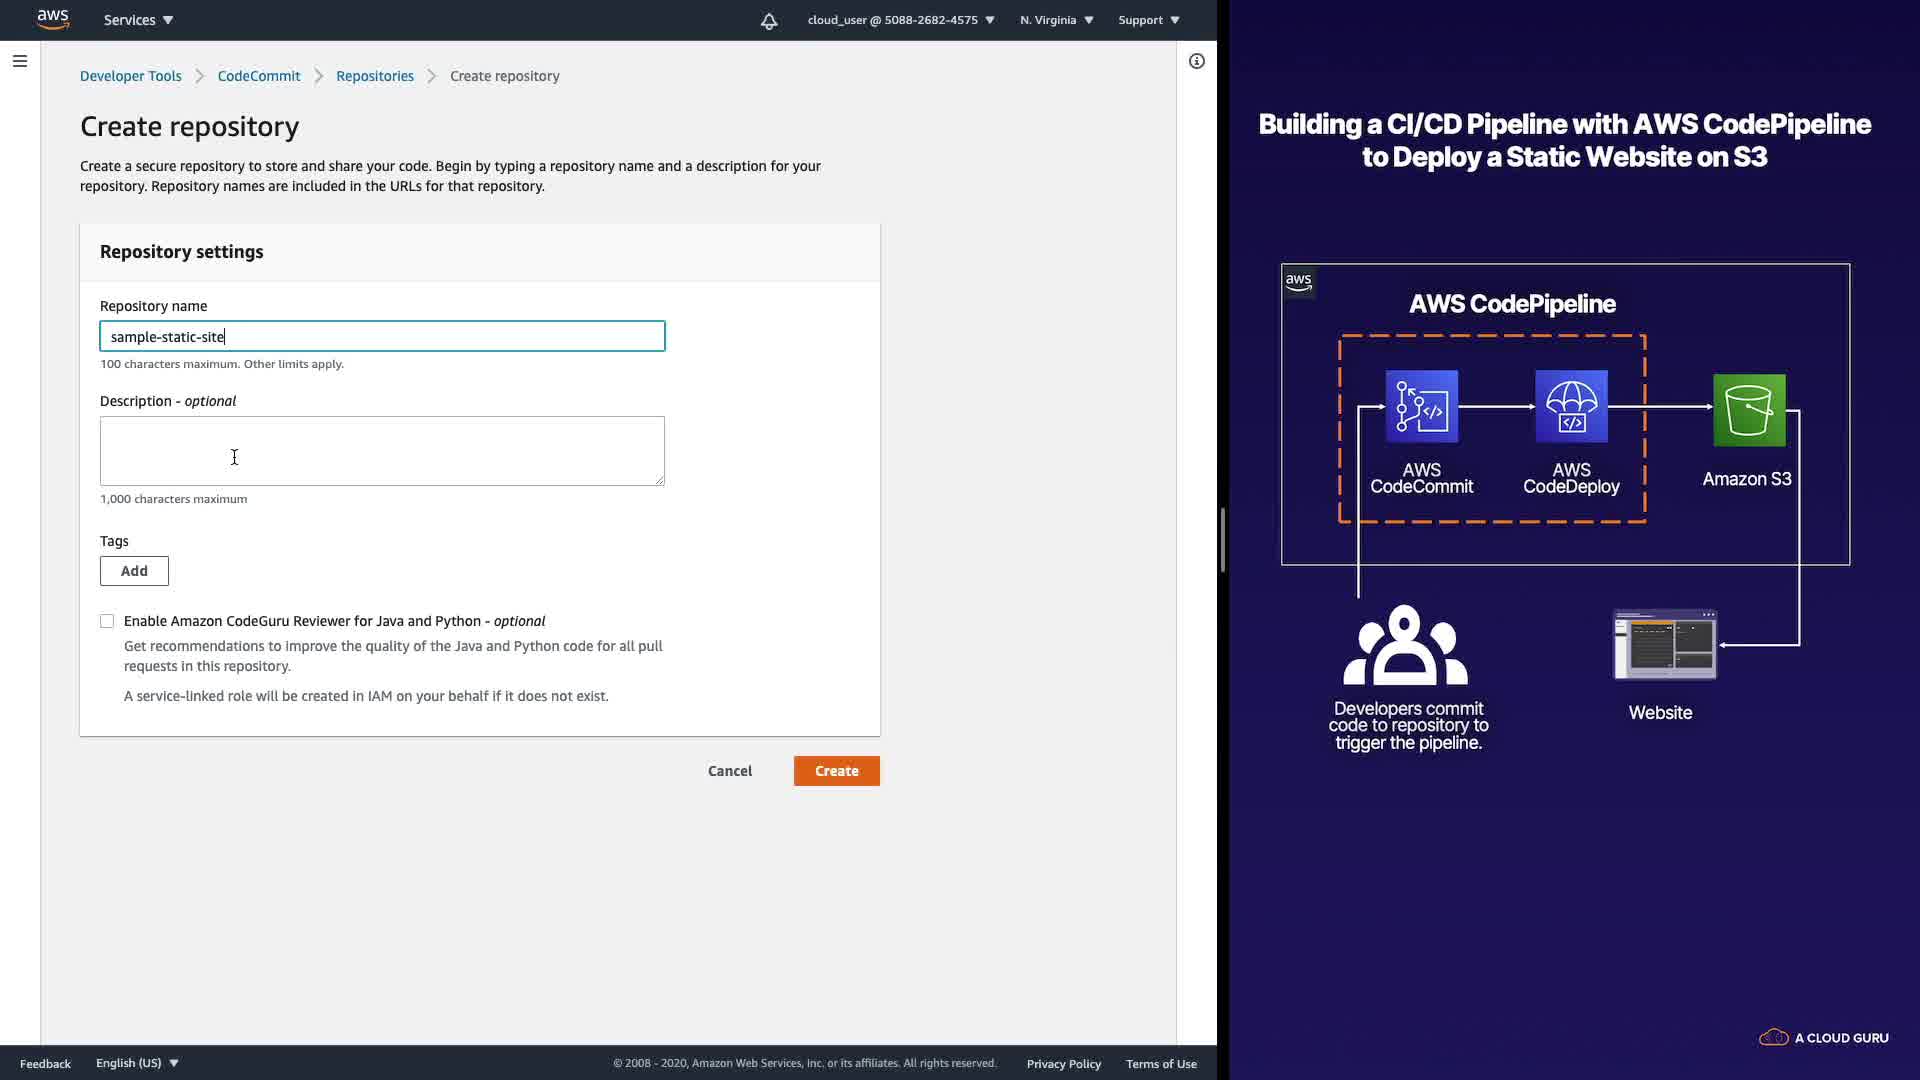 aws
Services
cloud_user @ 5088-2682-4575
N. Virginia
Support
Developer Tools
CodeCommit
Repositories
Create repository
Create repository
Create a secure repository to store and share your code. Begin by typing a repository name and a description for your
repository. Repository names are included in the URLs for that repository.
Repository settings
Repository name
sample-static-site
100 characters maximum. Other limits apply.
Description - optional
1,000 characters maximum
Tags
Add
Enable Amazon CodeGuru Reviewer for Java and Python - optional
Get recommendations to improve the quality of the Java and Python code for all pull
requests in this repository.
A service-linked role will be created in IAM on your behalf if it does not exist.
Cancel
Create
Feedback
English (US)
© 2008 - 2020, Amazon Web Services, Inc. or its affiliates. All rights reserved.
Privacy Policy
Terms of Use
Building a CI/CD Pipeline with AWS CodePipeline
to Deploy a Static Website on S3
aws
AWS CodePipeline
AWS
CodeCommit
AWS
CodeDeploy
Amazon S3
Developers commit
code to repository to
trigger the pipeline.
Website
A CLOUD GURU